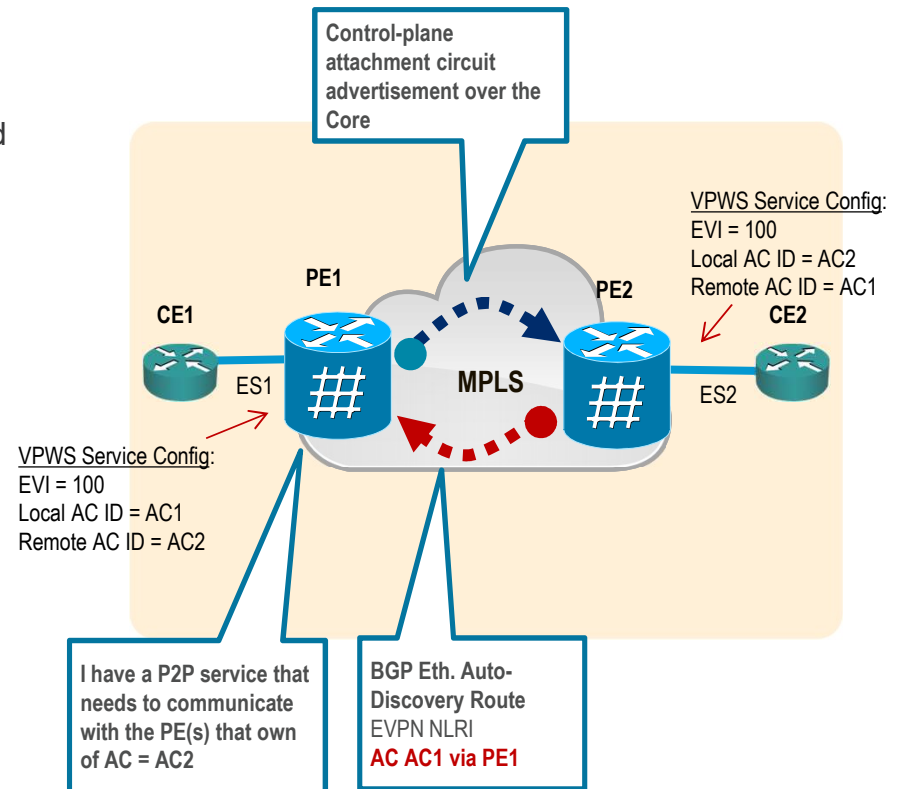 Control-plane
attachment circuit
advertisement over the
Core
d
VPWS Service Config:
EVI = 100
Local AC ID = AC2
Remote AC ID = AC1
PE1
PE2
CE1
CE2
MPLS
ES1
ES2
VPWS Service Config:
EVI = 100
Local AC ID = AC1
Remote AC ID = AC2
I have a P2P service that
needs to communicate
with the PE(s) that own
of AC = AC2
BGP Eth. Auto-
Discovery Route
EVPN NLRI
AC AC1 via PE1